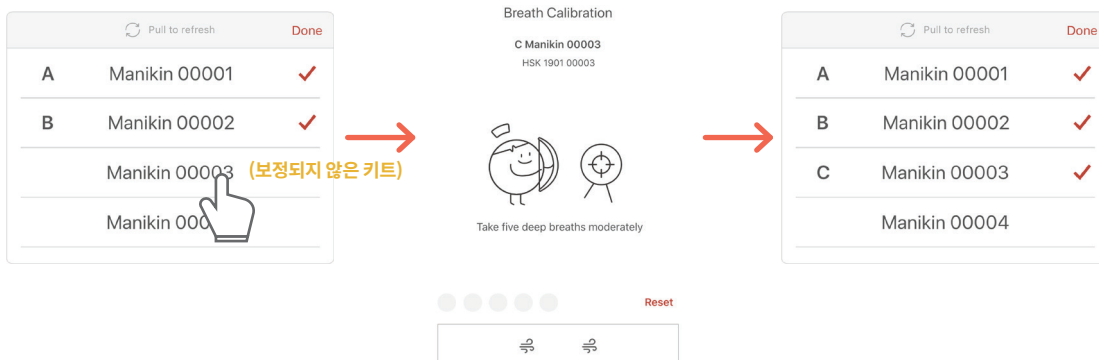 Pull to refresh Done
A Manikin 00001
B Manikin 00002
Manikin 00003 (보정되지 않은 키트)
Manikin 000
Breath Calibration
C Manikin 00003
HSK 1901 00003
Take five deep breaths moderately
Reset
Pull to refresh Done
A Manikin 00001
B Manikin 00002
C Manikin 00003
Manikin 00004